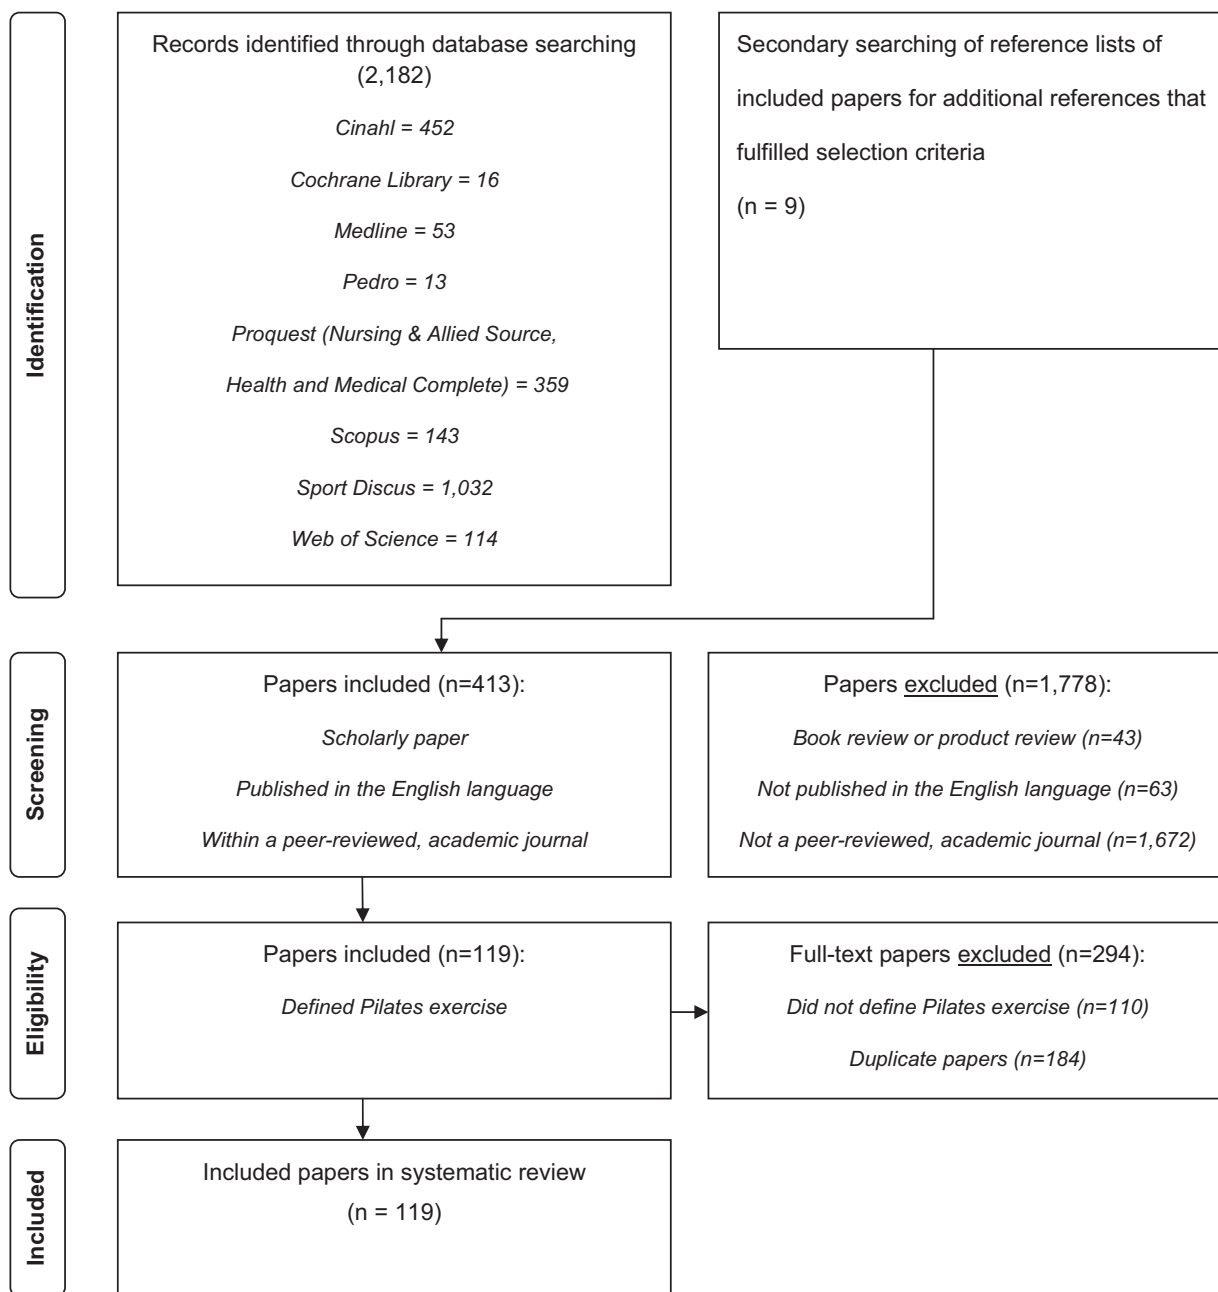 Identification
Records identified through database searching
(2,182)
Cinahl = 452
Cochrane Library = 16
Medline = 53
Pedro = 13
Proquest (Nursing & Allied Source,
Health and Medical Complete) = 359
Scopus = 143
Sport Discus = 1,032
Web of Science = 114
Secondary searching of reference lists of
included papers for additional references that
fulfilled selection criteria
(n = 9)
Screening
Papers included (n=413):
Scholarly paper
Published in the English language
Within a peer-reviewed, academic journal
Papers excluded (n=1,778):
Book review or product review (n=43)
Not published in the English language (n=63)
Not a peer-reviewed, academic journal (n=1,672)
Eligibility
Papers included (n=119):
Defined Pilates exercise
Full-text papers excluded (n=294):
Did not define Pilates exercise (n=110)
Duplicate papers (n=184)
Included
Included papers in systematic review
(n = 119)